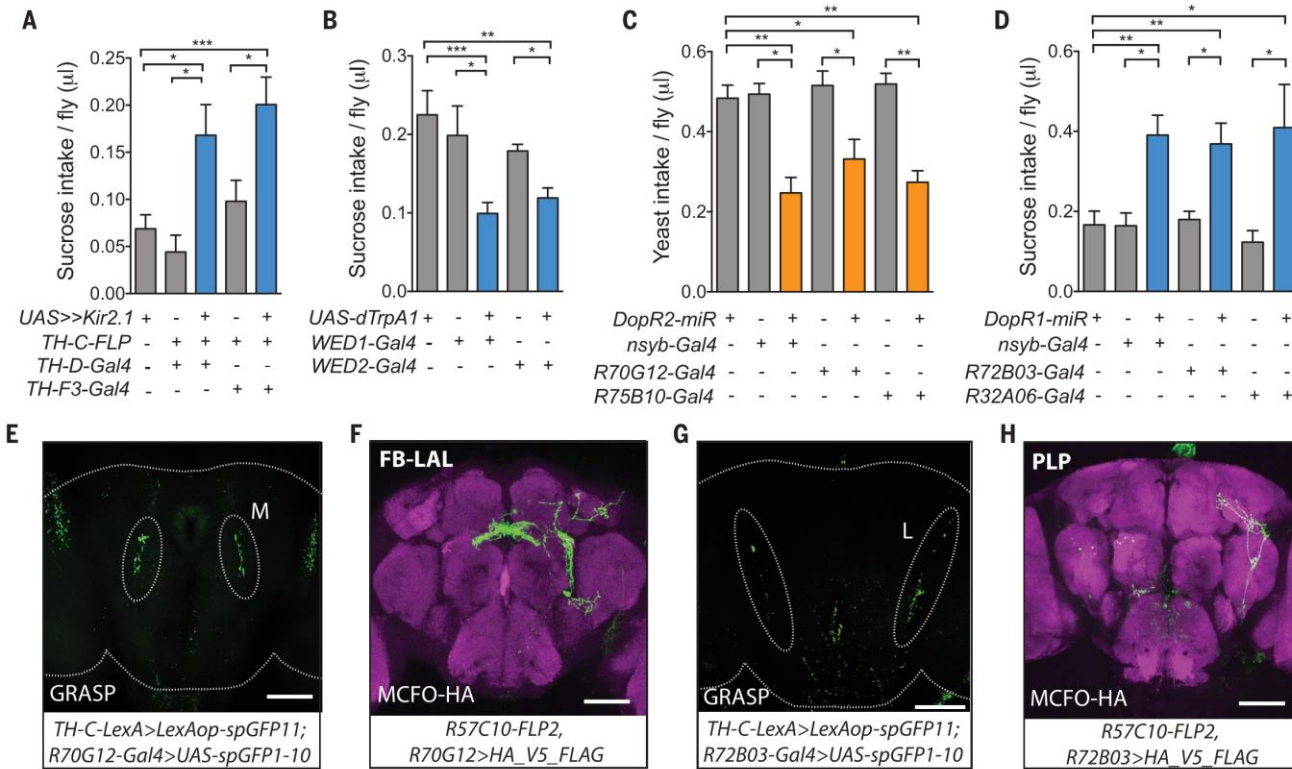 A
Sucrose intake / fly (µl)
0.25
0.20
0.15
0.10
0.05
0.00
***
*
*
*
UAS>>Kir2.1 + - + - +
TH-C-FLP - + + + +
TH-D-Gal4 - + + - -
TH-F3-Gal4 - - - + +
B
Sucrose intake / fly (µl)
0.3
0.2
0.1
0.0
**
***
*
*
UAS-dTrpA1 + - + - +
WED1-Gal4 - + + - -
WED2-Gal4 - - - + +
C
Yeast intake / fly (µl)
0.6
0.4
0.2
0.0
**
*
**
*
*
**
DopR2-miR + - + - + - +
nsyb-Gal4 - + + - - - -
R70G12-Gal4 - - - + + - -
R75B10-Gal4 - - - - - + +
D
Sucrose intake / fly (µl)
0.6
0.4
0.2
0.0
*
**
**
*
*
*
DopR1-miR + - + - + - +
nsyb-Gal4 - + + - - - -
R72B03-Gal4 - - - + + - -
R32A06-Gal4 - - - - - + +
E
M
GRASP
TH-C-LexA>LexAop-spGFP11;
R70G12-Gal4>UAS-spGFP1-10
F
FB-LAL
MCFO-HA
R57C10-FLP2,
R70G12>HA_V5_FLAG
G
L
GRASP
TH-C-LexA>LexAop-spGFP11;
R72B03-Gal4>UAS-spGFP1-10
H
PLP
MCFO-HA
R57C10-FLP2,
R72B03>HA_V5_FLAG